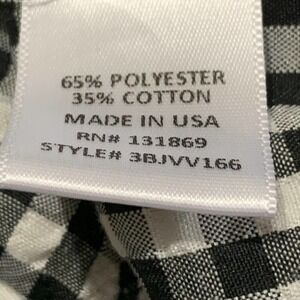 65% POLYESTER
35% COTTON
MADE IN USA
RN# 131869
STYLE# 3BJVV166